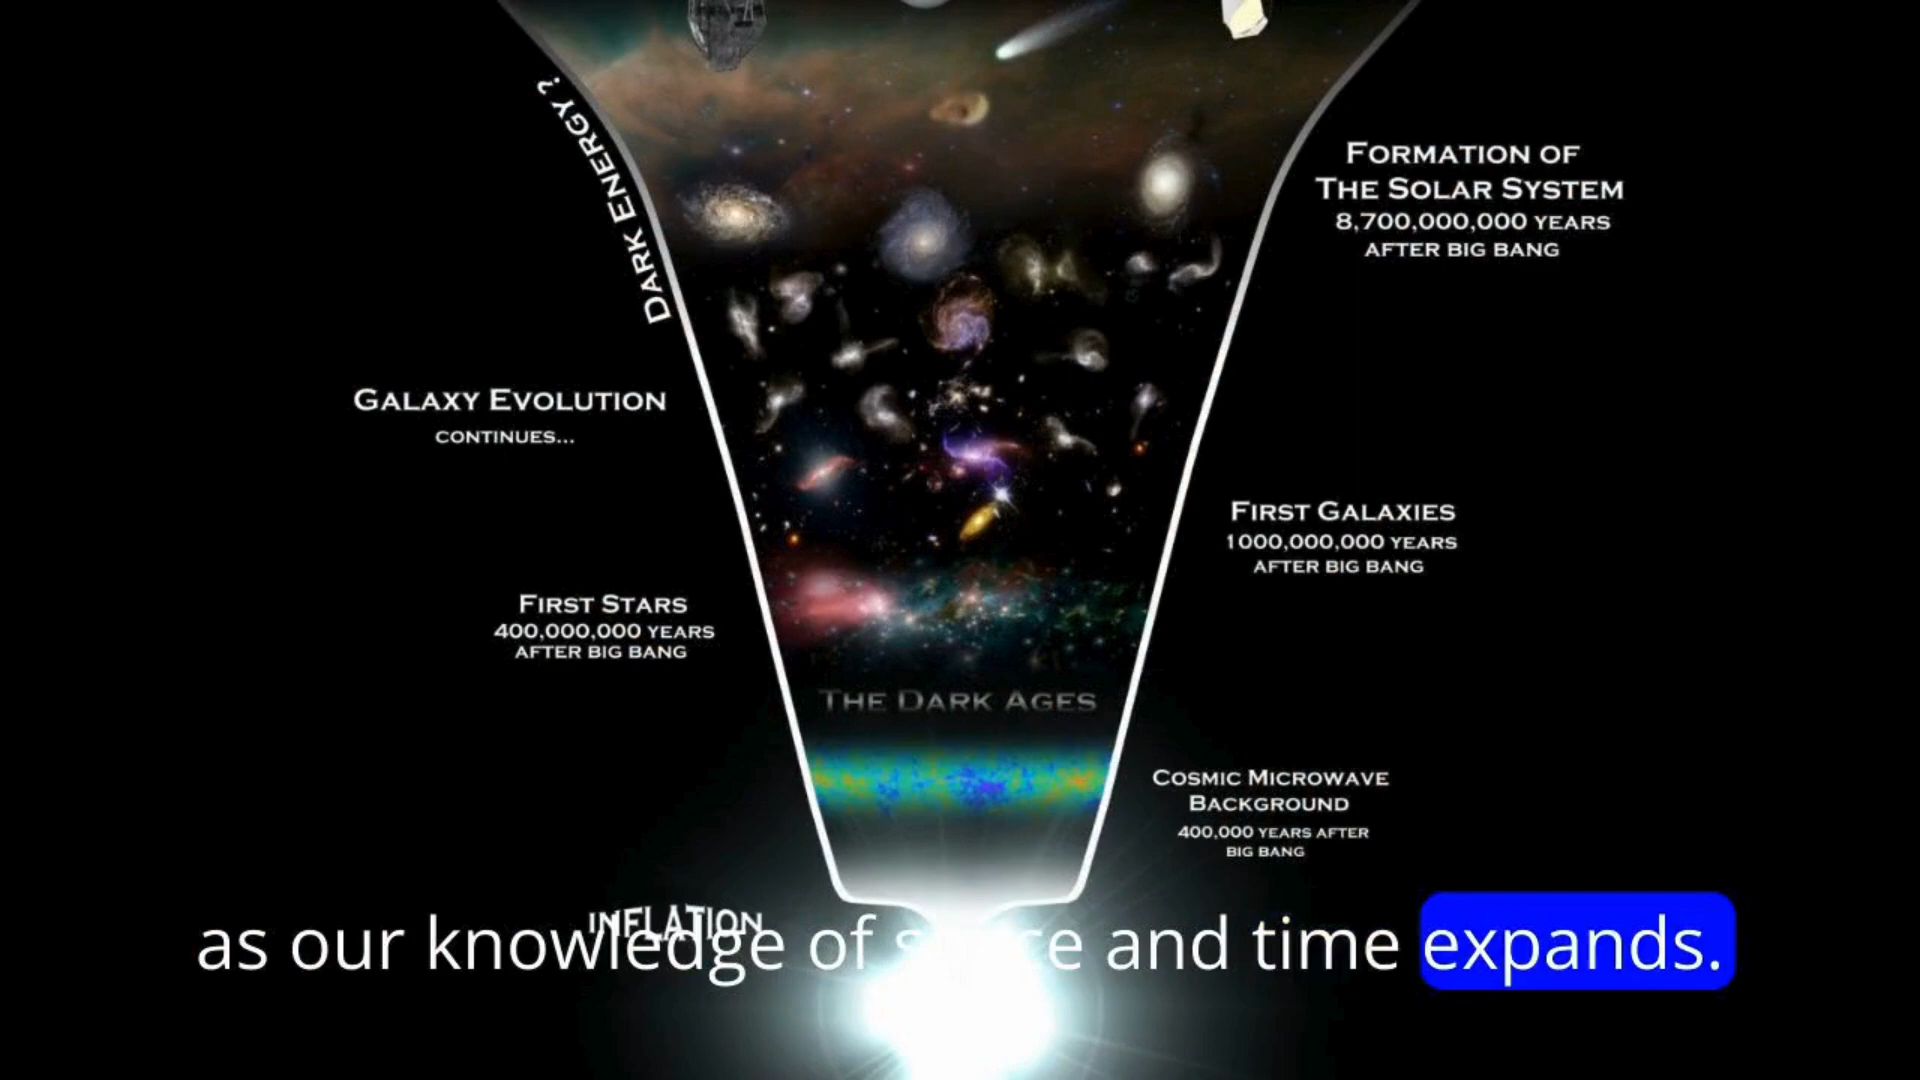 DARK ENERGY ?
FORMATION OF
THE SOLAR SYSTEM
8,700,000,000 YEARS
AFTER BIG BANG
GALAXY EVOLUTION
CONTINUES...
FIRST GALAXIES
1000,000,000 YEARS
AFTER BIG BANG
FIRST STARS
400,000,000 YEARS
AFTER BIG BANG
THE DARK AGES
COSMIC MICROWAVE
BACKGROUND
400,000 YEARS AFTER
BIG BANG
INFLATION
as our knowledge of space and time expands.